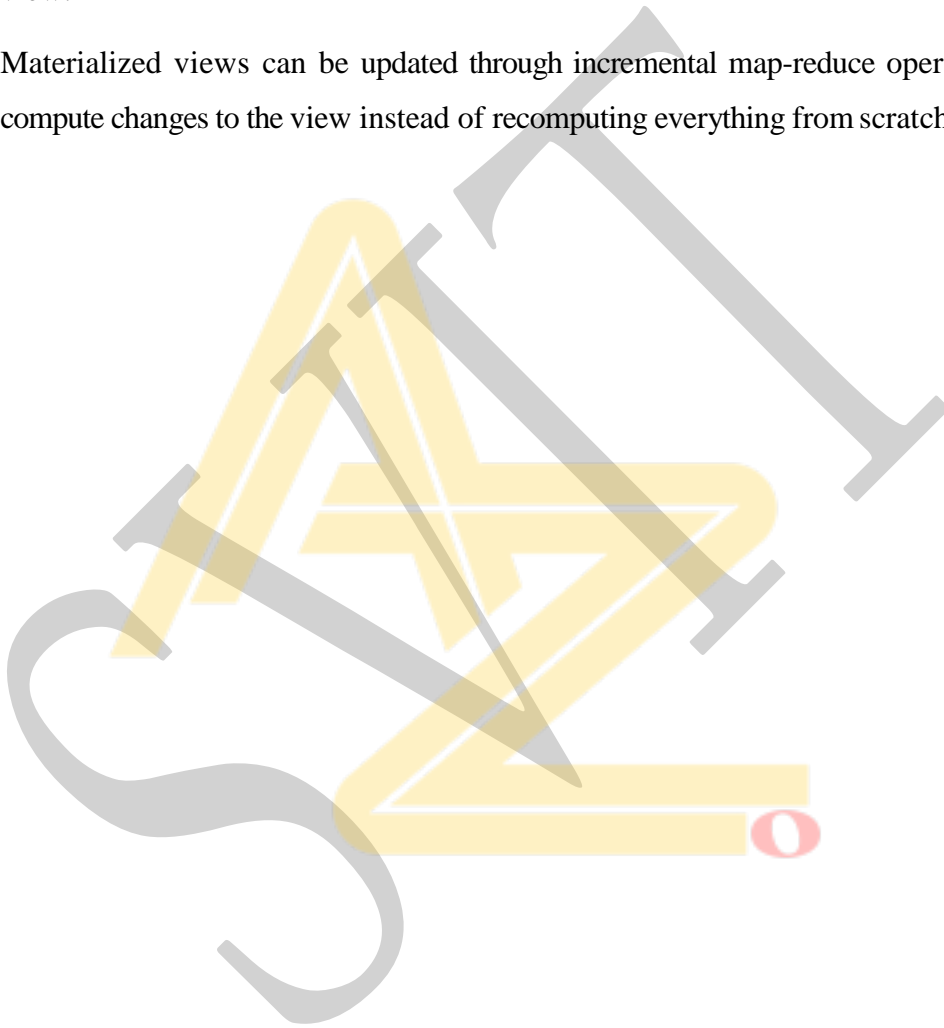 Materialized views can be updated through incremental map-reduce oper
compute changes to the view instead of recomputing everything from scratch
SVIT